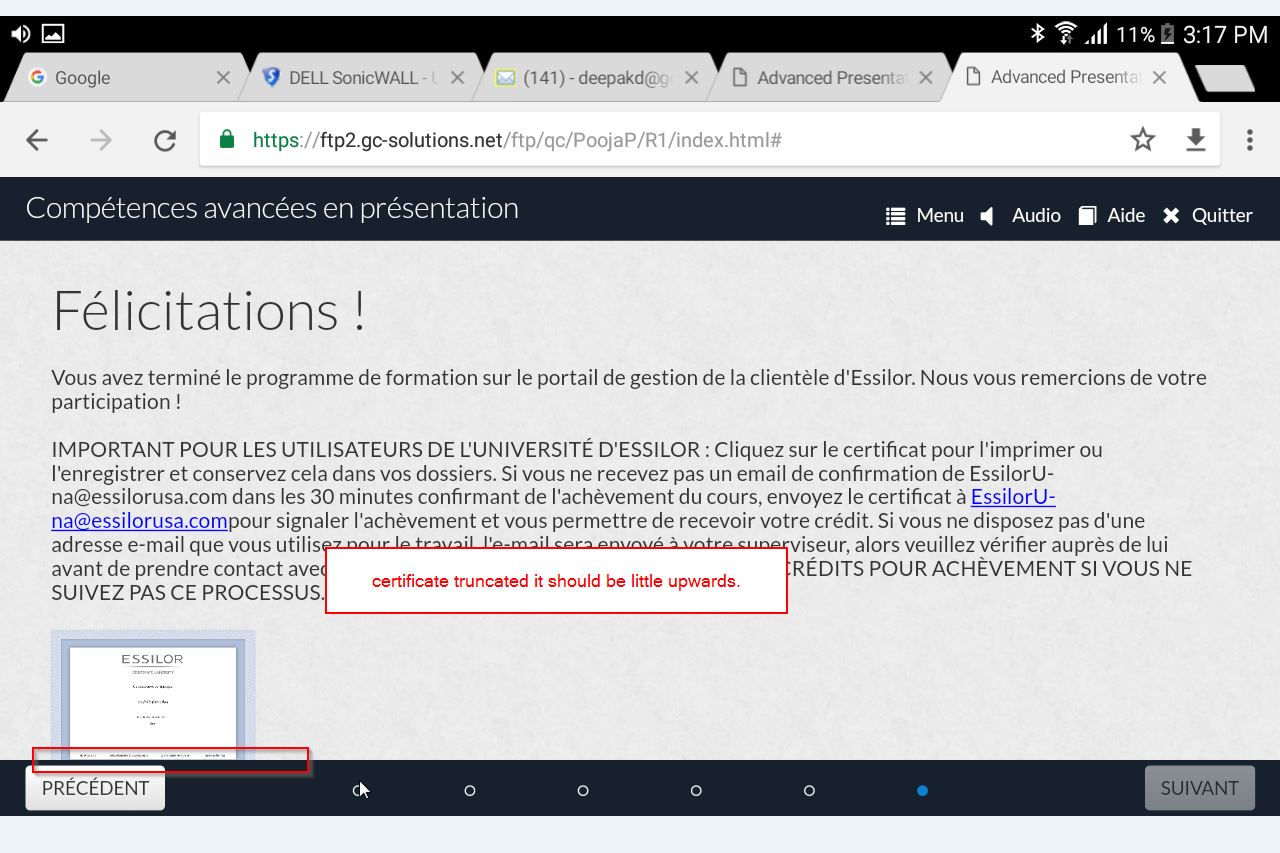 11% 3:17 PM
Google
DELL SonicWALL - U
(141) - deepakd@g
Advanced Presenta
Advanced Presenta
https://ftp2.gc-solutions.net/ftp/qc/PoojaP/R1/index.html#
Compétences avancées en présentation
Menu Audio Aide Quitter
Félicitations !
Vous avez terminé le programme de formation sur le portail de gestion de la clientèle d'Essilor. Nous vous remercions de votre
participation !
IMPORTANT POUR LES UTILISATEURS DE L'UNIVERSITÉ D'ESSILOR : Cliquez sur le certificat pour l'imprimer ou
l'enregistrer et conservez cela dans vos dossiers. Si vous ne recevez pas un email de confirmation de EssilorU-
na@essilorusa.com dans les 30 minutes confirmant de l'achèvement du cours, envoyez le certificat à EssilorU-
na@essilorusa.compour signaler l'achèvement et vous permettre de recevoir votre crédit. Si vous ne disposez pas d'une
adresse e-mail que vous utilisez pour le travail, l'e-mail sera envoyé à votre superviseur, alors veuillez vérifier auprès de lui
avant de prendre contact avec CRÉDITS POUR ACHÈVEMENT SI VOUS NE
SUIVEZ PAS CE PROCESSUS.
certificate truncated it should be little upwards.
ESSILOR
PRÉCÉDENT
SUIVANT